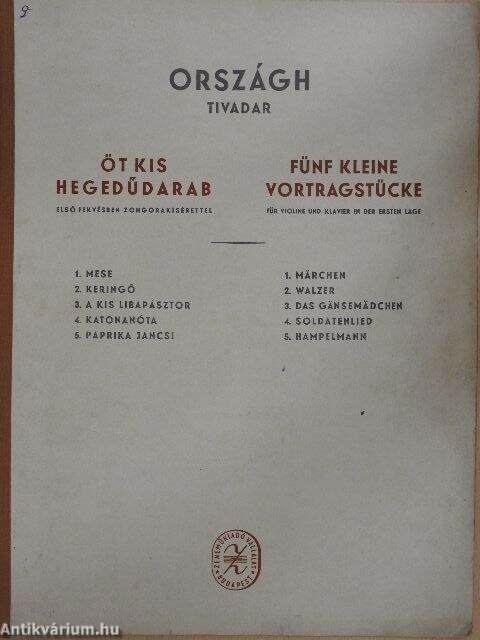 9
ORSZÁGH
TIVADAR
ÖT KIS
HEGEDŰDARAB
ELSŐ FEKVÉSBEN ZONGORAKISÉRETTEL
FÜNF KLEINE
VORTRAGSTÜCKE
FÜR VIOLINE UND KLAVIER IN DER ERSTEN LAGE
1. MESE
2. KERINGŐ
3. A KIS LIBAPÁSZTOR
4. KATONANÓTA
5. PAPRIKA JANCSI
1. MÄRCHEN
2. WALZER
3. DAS GÄNSEMÄDCHEN
4. SOLDATENLIED
5. HAMPELMANN
ZENEMŰKIADÓ VÁLLALAT
BUDAPEST
Antikvárium.hu